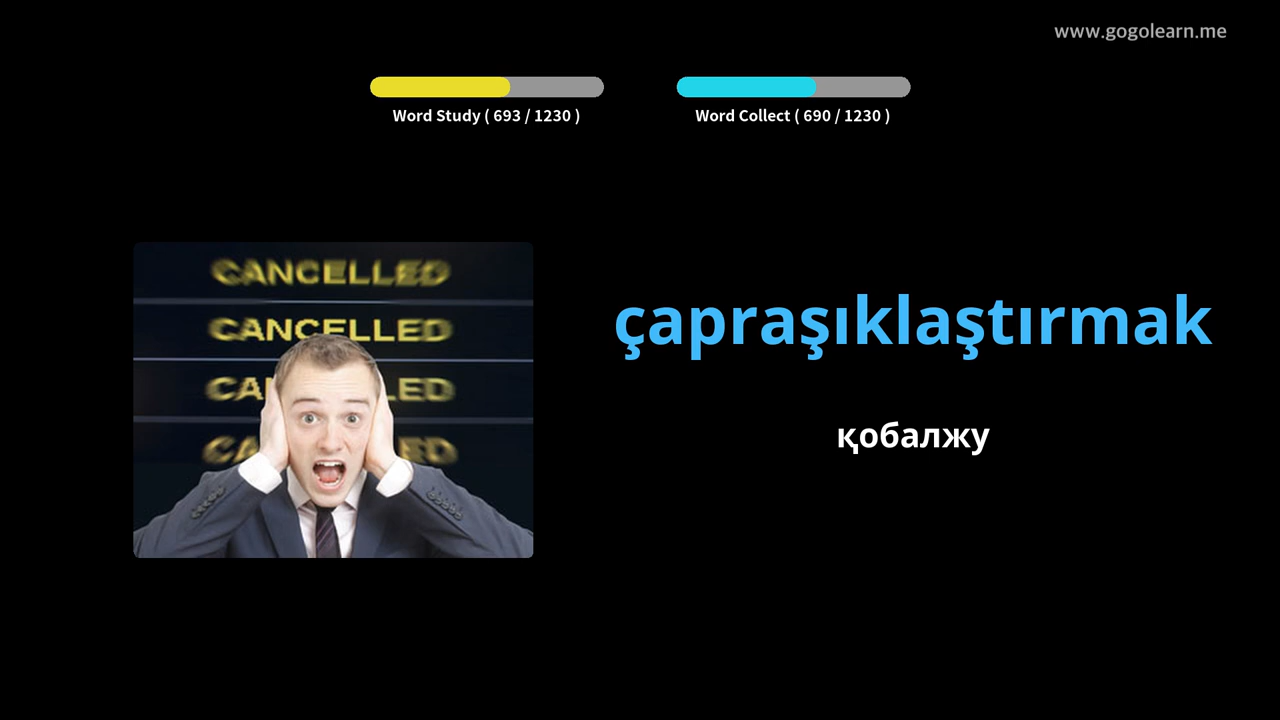 www.gogolearn.me
Word Study ( 693 / 1230 )
Word Collect ( 690 / 1230 )
CANCELLED
CANCELLED
çapraşıklaştırmak
қобалжу